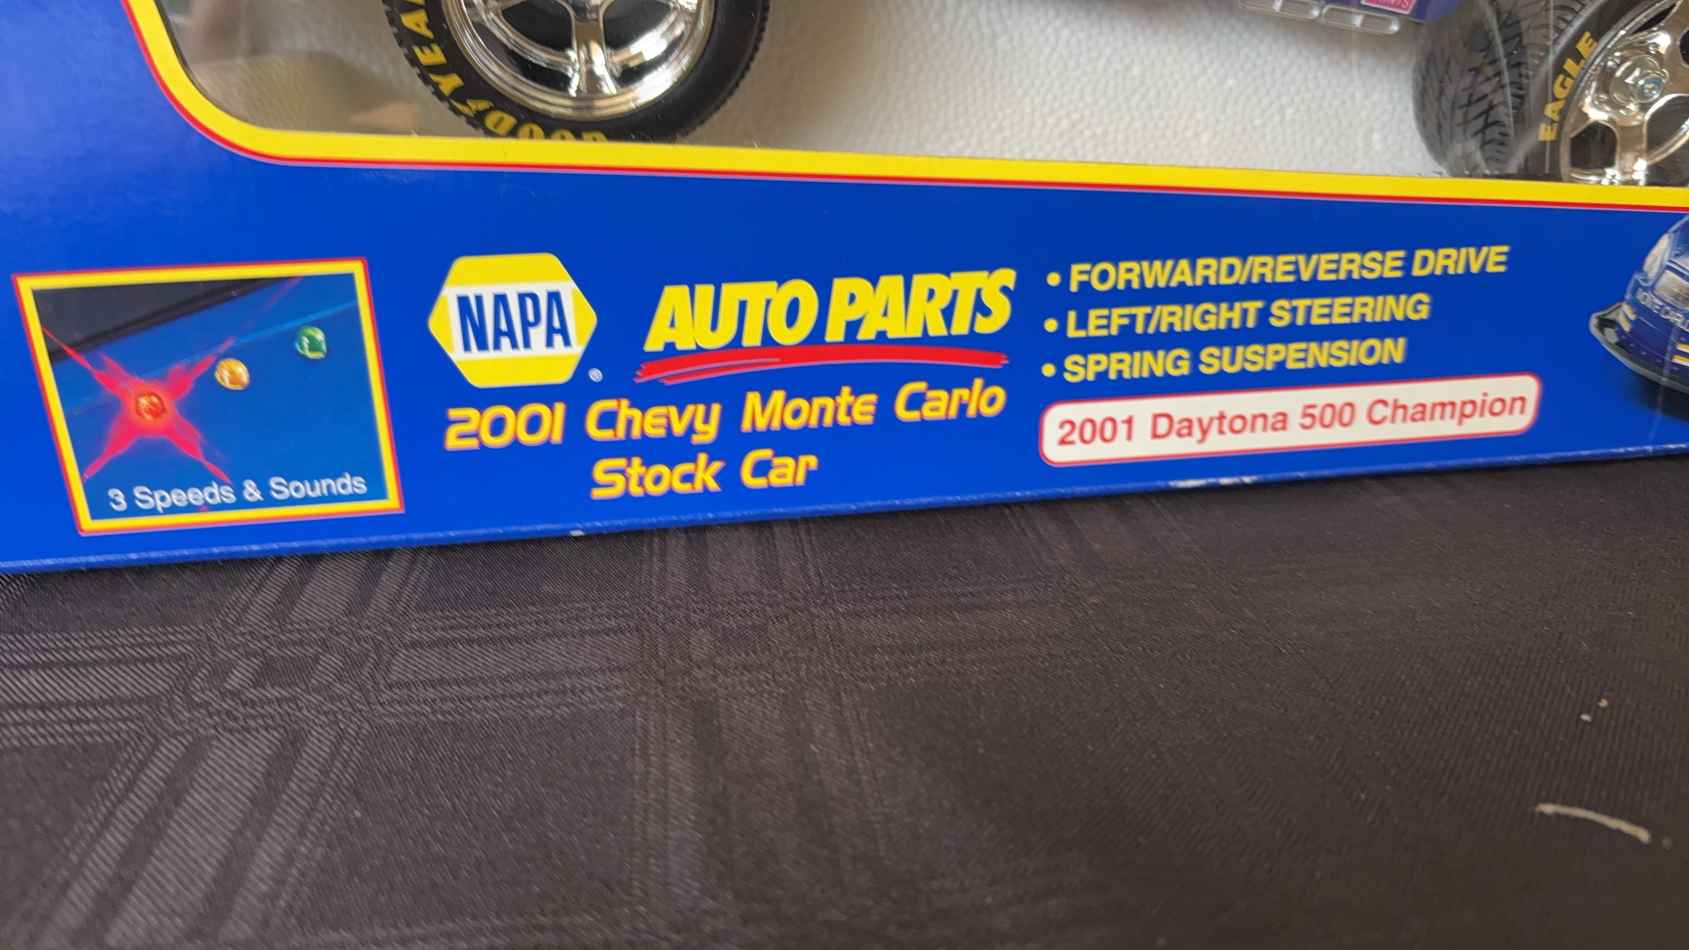 GOODYEAR
EAGLE
NAPA
AUTO PARTS
2001 Chevy Monte Carlo
Stock Car
• FORWARD/REVERSE DRIVE
• LEFT/RIGHT STEERING
• SPRING SUSPENSION
2001 Daytona 500 Champion
3 Speeds & Sounds